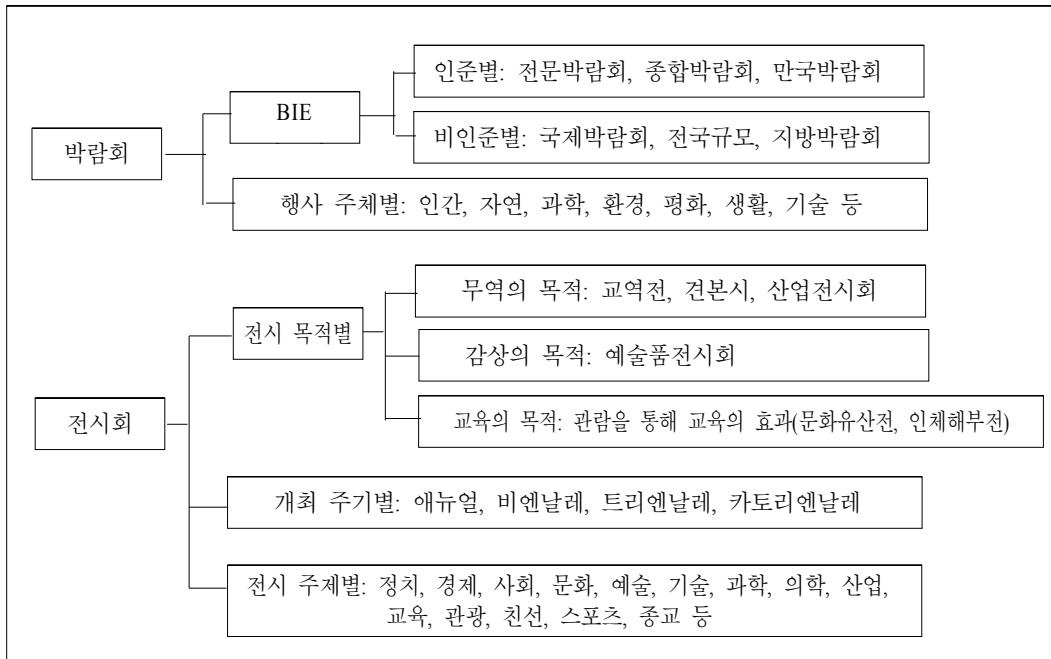 박람회
BIE
인준별: 전문박람회, 종합박람회, 만국박람회
비인준별: 국제박람회, 전국규모, 지방박람회
행사 주체별: 인간, 자연, 과학, 환경, 평화, 생활, 기술 등
전시회
전시 목적별
무역의 목적: 교역전, 견본시, 산업전시회
감상의 목적: 예술품전시회
교육의 목적: 관람을 통해 교육의 효과(문화유산전, 인체해부전)
개최 주기별: 애뉴얼, 비엔날레, 트리엔날레, 카토리엔날레
전시 주제별: 정치, 경제, 사회, 문화, 예술, 기술, 과학, 의학, 산업,
교육, 관광, 친선, 스포츠, 종교 등